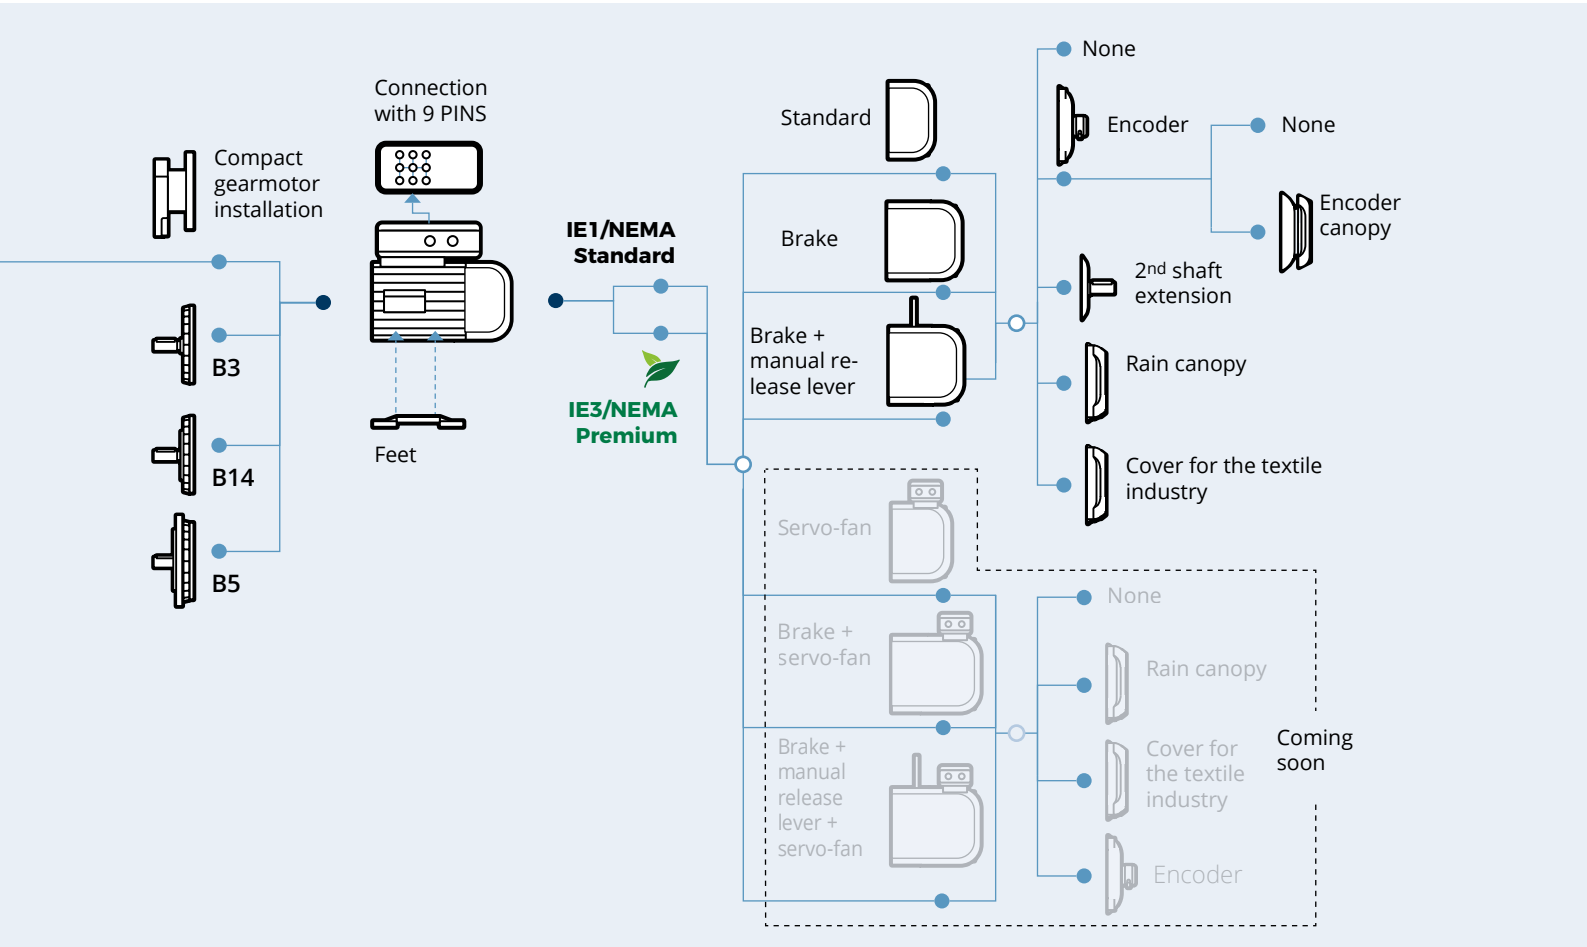 Connection
with 9 PINS
Compact
gearmotor
installation
B3
B14
B5
Feet
IE1/NEMA
Standard
IE3/NEMA
Premium
Standard
Brake
Brake +
manual re-
lease lever
None
Encoder
None
Encoder
canopy
2nd shaft
extension
Rain canopy
Cover for the textile
industry
Servo-fan
Brake +
servo-fan
Brake +
manual
release
lever +
servo-fan
None
Rain canopy
Cover for
the textile
industry
Encoder
Coming
soon